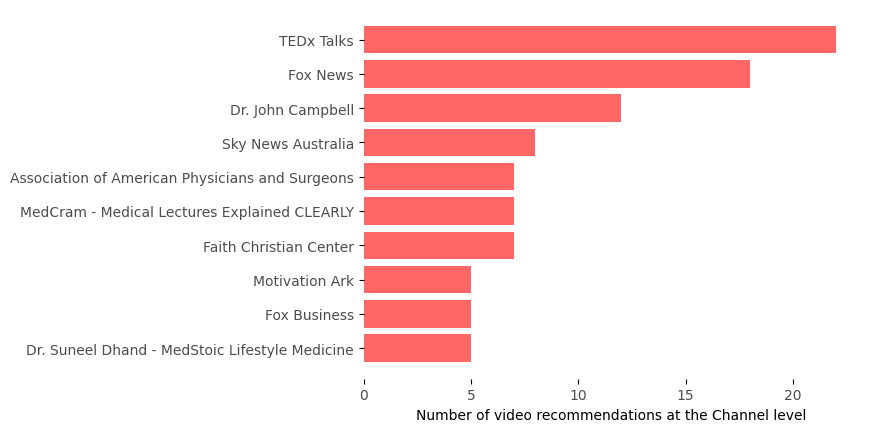 TEDx Talks
Fox News
Dr. John Campbell
Sky News Australia
Association of American Physicians and Surgeons
MedCram - Medical Lectures Explained CLEARLY
Faith Christian Center
Motivation Ark
Fox Business
Dr. Suneel Dhand - MedStoic Lifestyle Medicine
0 5 10 15 20
Number of video recommendations at the Channel level